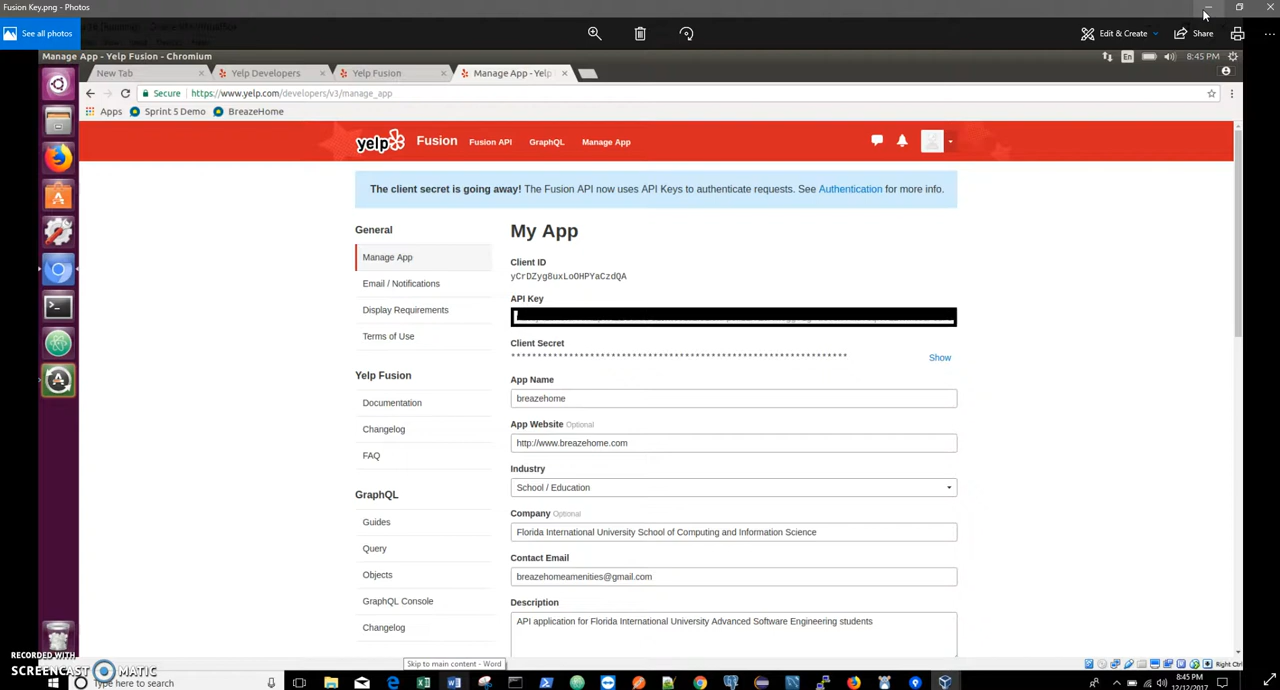 Fusion Key.png - Photos
See all photos
Edit & Create
Share
Manage App - Yelp Fusion - Chromium
En
8:45 PM
New Tab
Yelp Developers
Yelp Fusion
Manage App - Yelp
Secure
https://www.yelp.com/developers/v3/manage_app
Apps
Sprint 5 Demo
BreazeHome
yelp
Fusion
Fusion API
GraphQL
Manage App
The client secret is going away! The Fusion API now uses API Keys to authenticate requests. See Authentication for more info.
General
Manage App
Email / Notifications
Display Requirements
Terms of Use
Yelp Fusion
Documentation
Changelog
FAQ
GraphQL
Guides
Query
Objects
GraphQL Console
Changelog
My App
Client ID
yCrDZyg8uxLoOHPYaCzdQA
API Key
Client Secret
****************************************************************
Show
App Name
breazehome
App Website Optional
http://www.breazehome.com
Industry
School / Education
Company Optional
Florida International University School of Computing and Information Science
Contact Email
breazehomeamenities@gmail.com
Description
API application for Florida International University Advanced Software Engineering students
Skip to main content - Word
RECORDED WITH
SCREENCAST MATIC
Right Ctrl
Type here to search
8:45 PM
12/12/2017